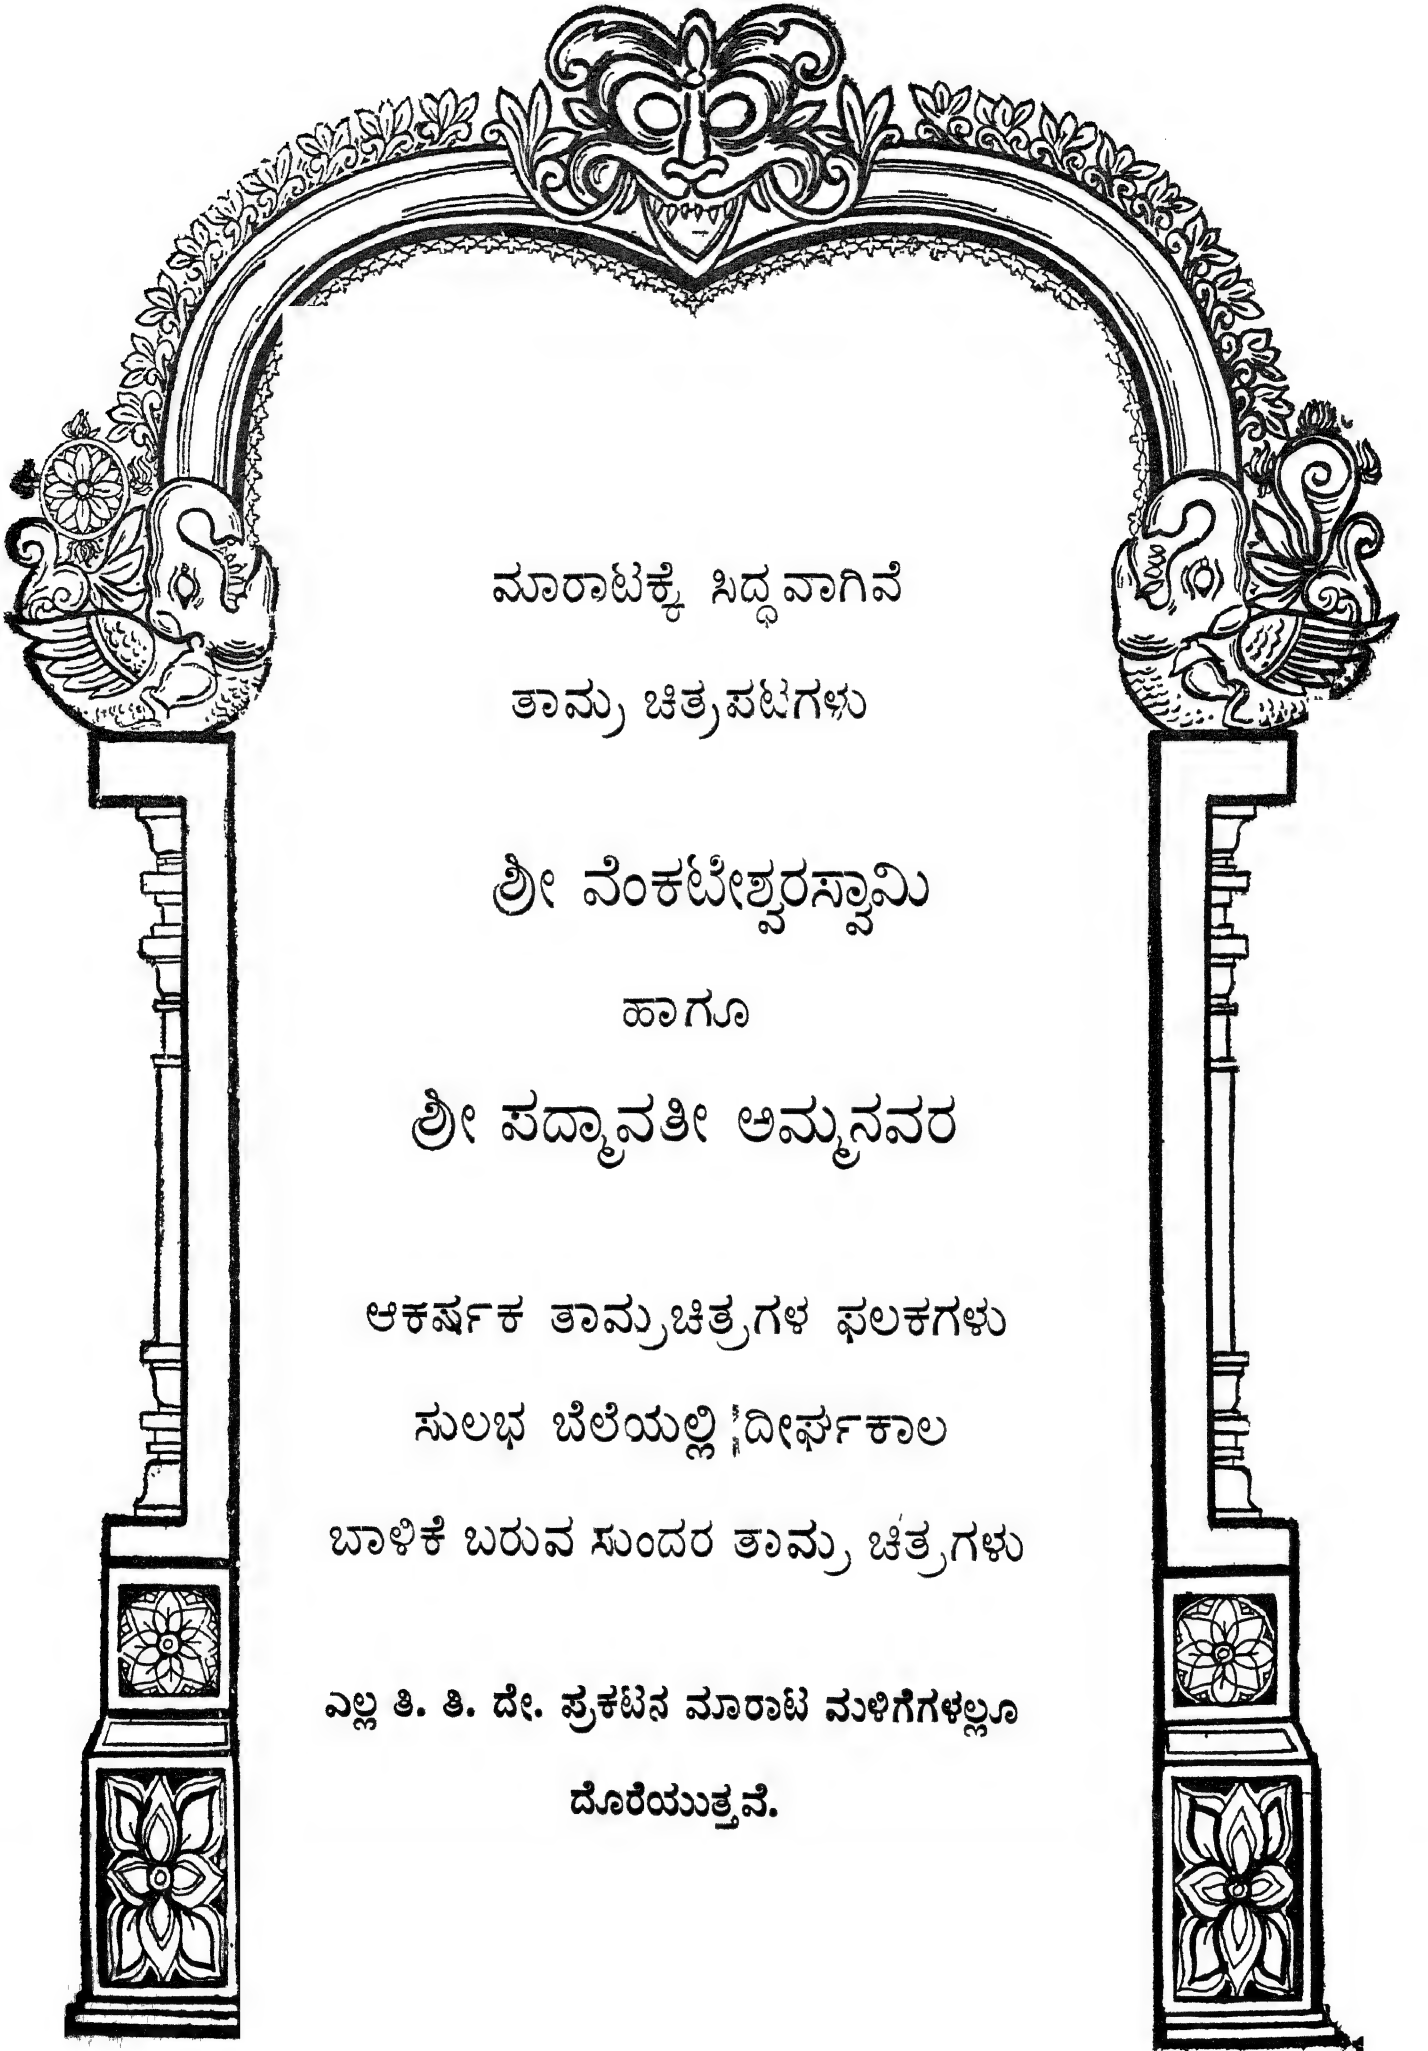 ಮಾರಾಟಕ್ಕೆ ಸಿದ್ಧವಾಗಿವೆ
ತಾಮ್ರ ಚಿತ್ರಪಟಗಳು
ಶ್ರೀ ವೆಂಕಟೇಶ್ವರಸ್ವಾಮಿ
ಹಾಗೂ
ಶ್ರೀ ಪದ್ಮಾವತೀ ಅಮ್ಮನವರ
ಆಕರ್ಷಕ ತಾಮ್ರಚಿತ್ರಗಳ ಫಲಕಗಳು
ಸುಲಭ ಬೆಲೆಯಲ್ಲಿ ದೀರ್ಘಕಾಲ
ಬಾಳಿಕೆ ಬರುವ ಸುಂದರ ತಾಮ್ರ ಚಿತ್ರಗಳು
ಎಲ್ಲ ತಿ. ತಿ. ದೇ. ಪ್ರಕಟನ ಮಾರಾಟ ಮಳಿಗೆಗಳಲ್ಲೂ
ದೊರೆಯುತ್ತವೆ.